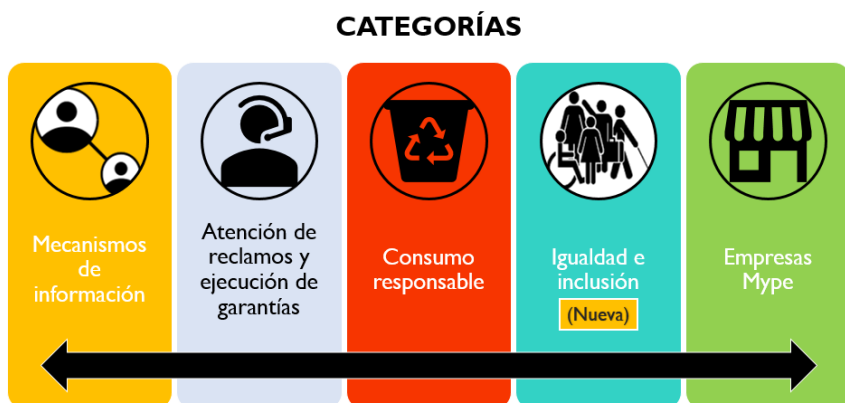 CATEGORÍAS
Mecanismos
de
información
Atención de
reclamos y
ejecución de
garantías
Consumo
responsable
Igualdad e
inclusión
(Nueva)
Empresas
Mype